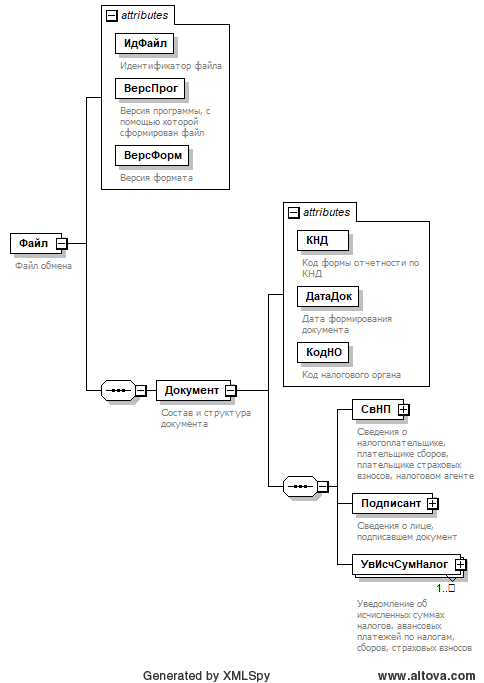 attributes
ИдФайл
Идентификатор файла
ВерсПрог
Версия программы, с
помощью которой
сформирован файл
ВерсФорм
Версия формата
Файл
Файл обмена
Документ
Состав и структура
документа
attributes
КНД
Код формы отчетности по
КНД
ДатаДок
Дата формирования
документа
КодНО
Код налогового органа
СвНП
Сведения о
налогоплательщике,
плательщике сборов,
плательщике страховых
взносов, налоговом агенте
Подписант
Сведения о лице,
подписавшем документ
УвИсчСумНалог
1..□
Уведомление об
исчисленных суммах
налогов, авансовых
платежей по налогам,
сборов, страховых взносов
Generated by XMLSpy
www.altova.com